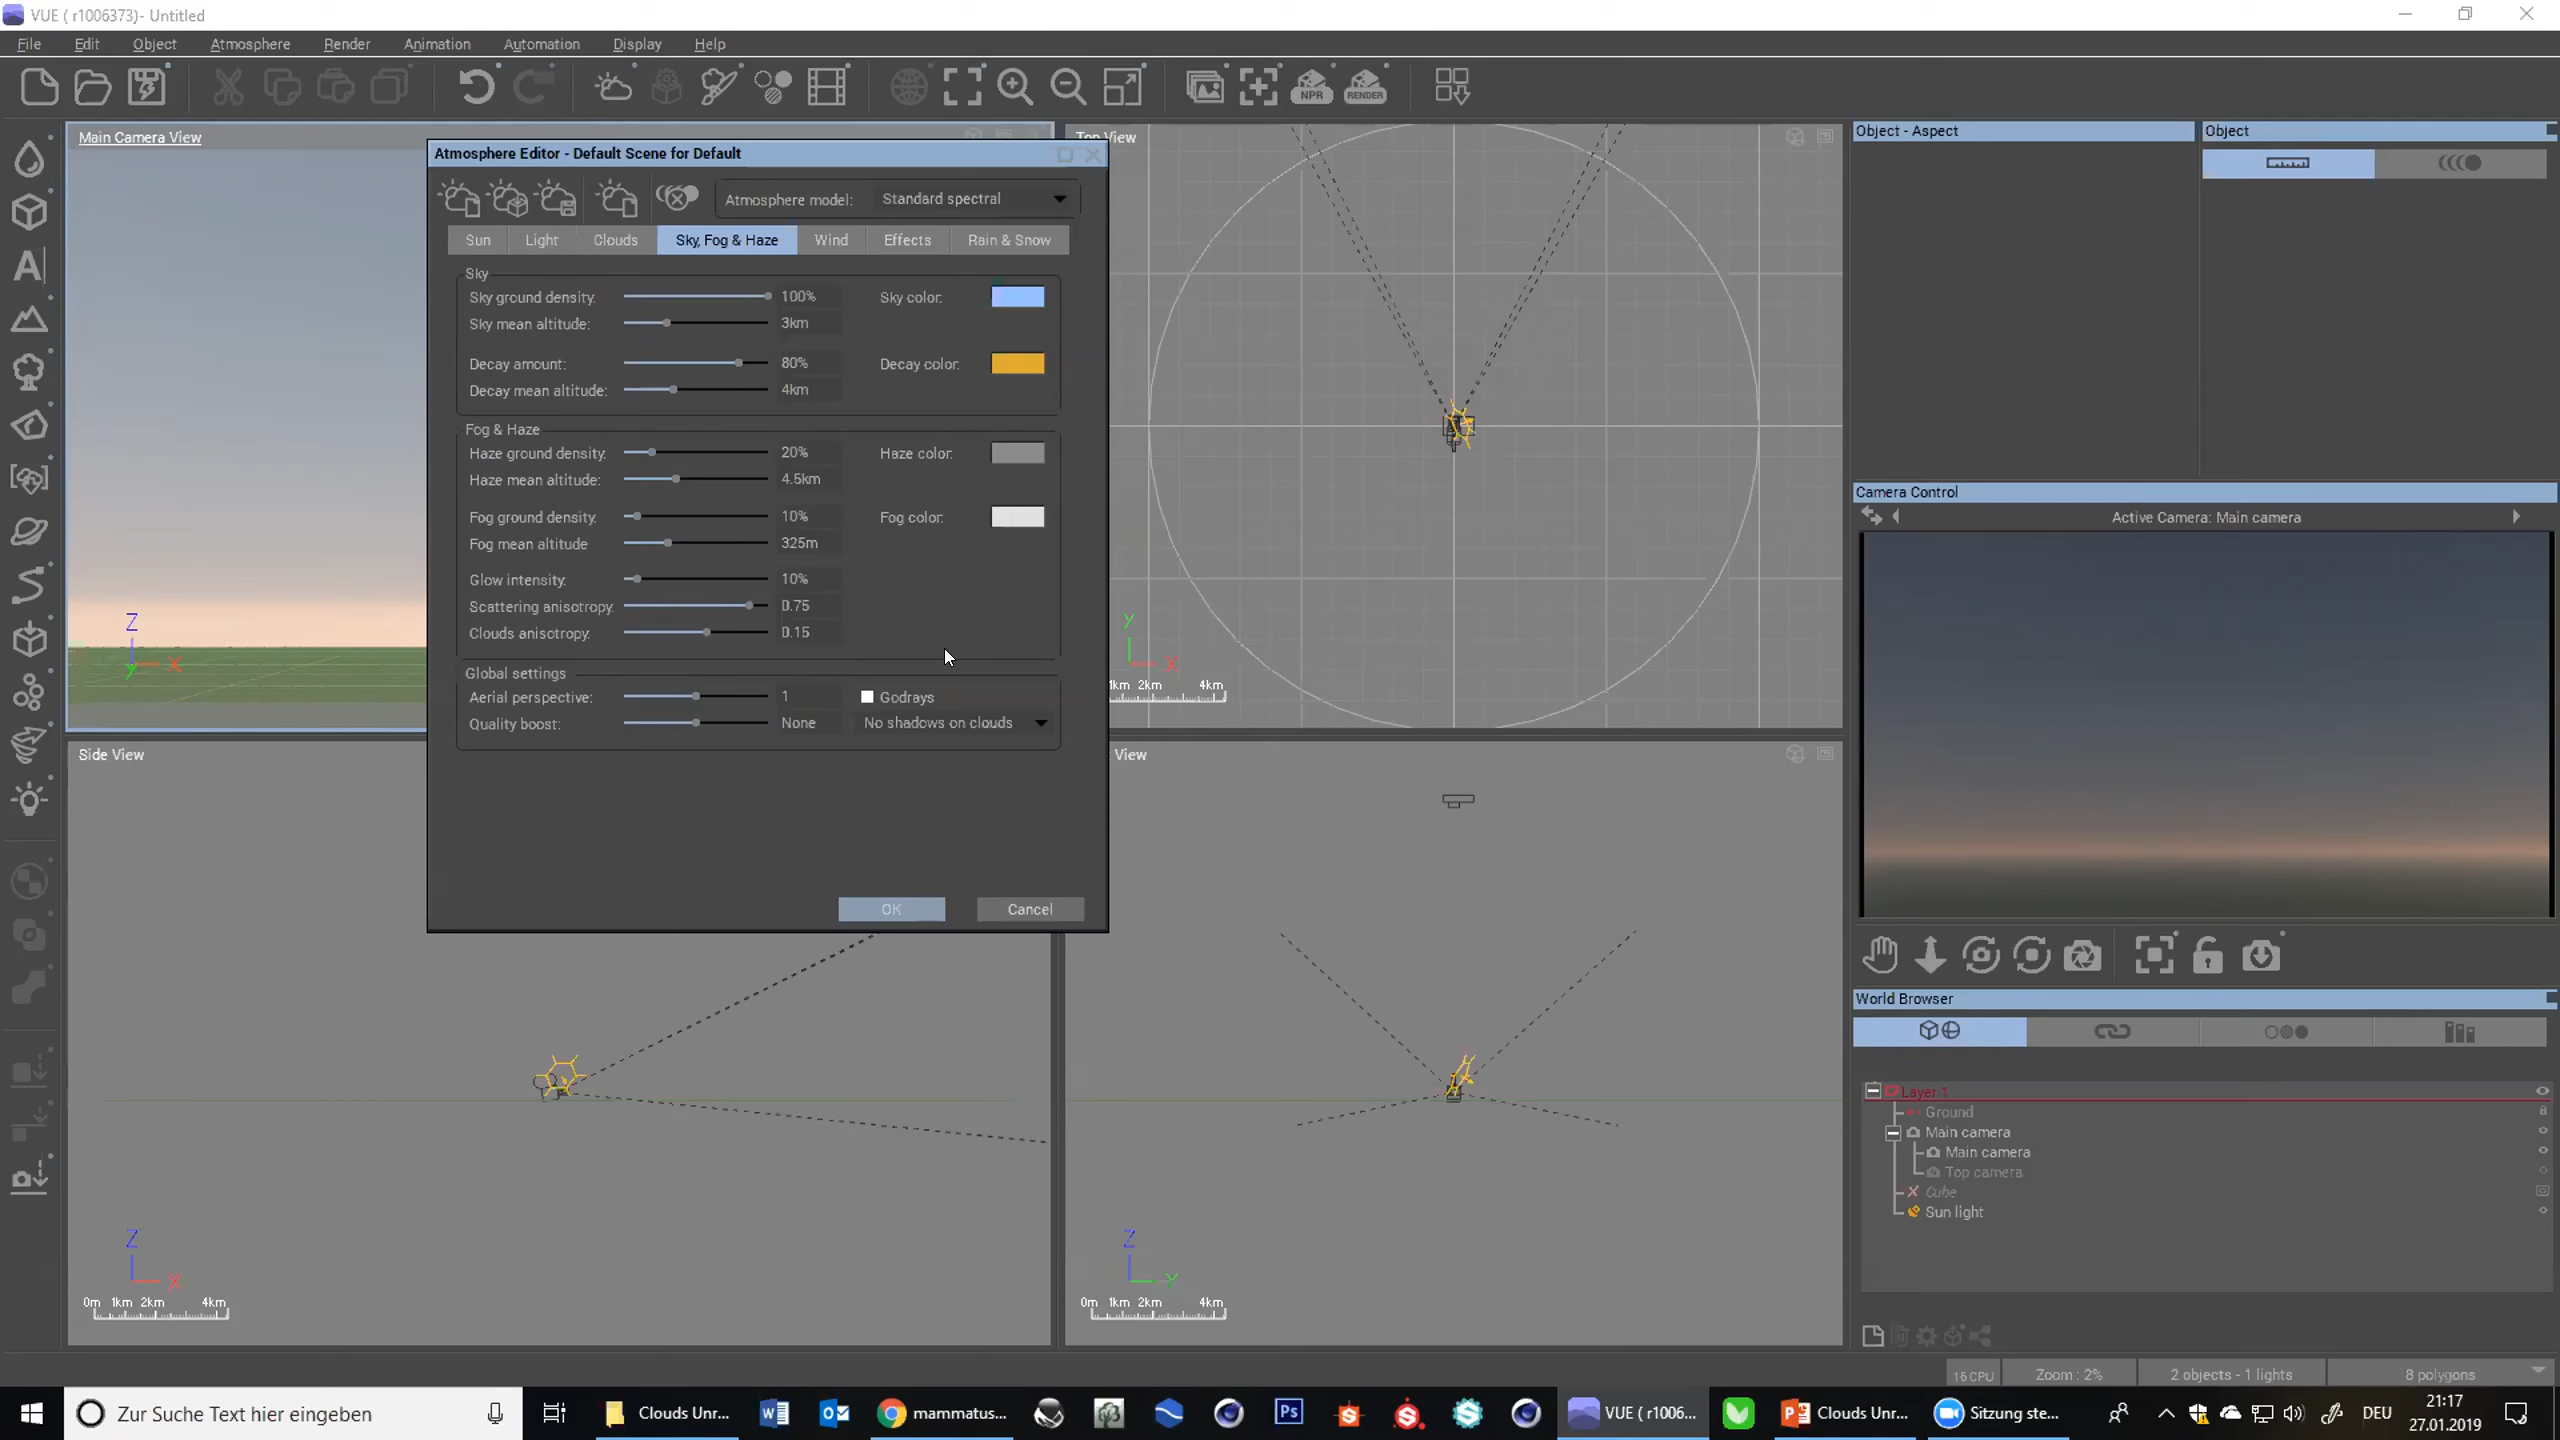 VUE ( r1006373)- Untitled
File Edit Object Atmosphere Render Animation Automation Display Help
NPR RENDER
Main Camera View
Atmosphere Editor - Default Scene for Default
Atmosphere model: Standard spectral
Sun Light Clouds Sky, Fog & Haze Wind Effects Rain & Snow
Sky
Sky ground density: 100% Sky color:
Sky mean altitude: 3km
Decay amount: 80% Decay color:
Decay mean altitude: 4km
Fog & Haze
Haze ground density: 20% Haze color:
Haze mean altitude: 4.5km
Fog ground density: 10% Fog color:
Fog mean altitude 325m
Glow intensity: 10%
Scattering anisotropy: 0.75
Clouds anisotropy: 0.15
Global settings
Aerial perspective: 1 Godrays
Quality boost: None No shadows on clouds
OK Cancel
Z
X
Y
View
Y
X
1km 2km 4km
Side View
Z
X
0m 1km 2km 4km
View
Z
Y
0m 1km 2km 4km
Object - Aspect
Object
Camera Control
Active Camera: Main camera
World Browser
Layer 1
Ground
Main camera
Main camera
Top camera
Cube
Sun light
16 CPU Zoom : 2% 2 objects - 1 lights 8 polygons
Zur Suche Text hier eingeben
Clouds Unr...
mammatus...
Ps
VUE ( r1006...
Clouds Unr...
Sitzung ste...
DEU
21:17
27.01.2019